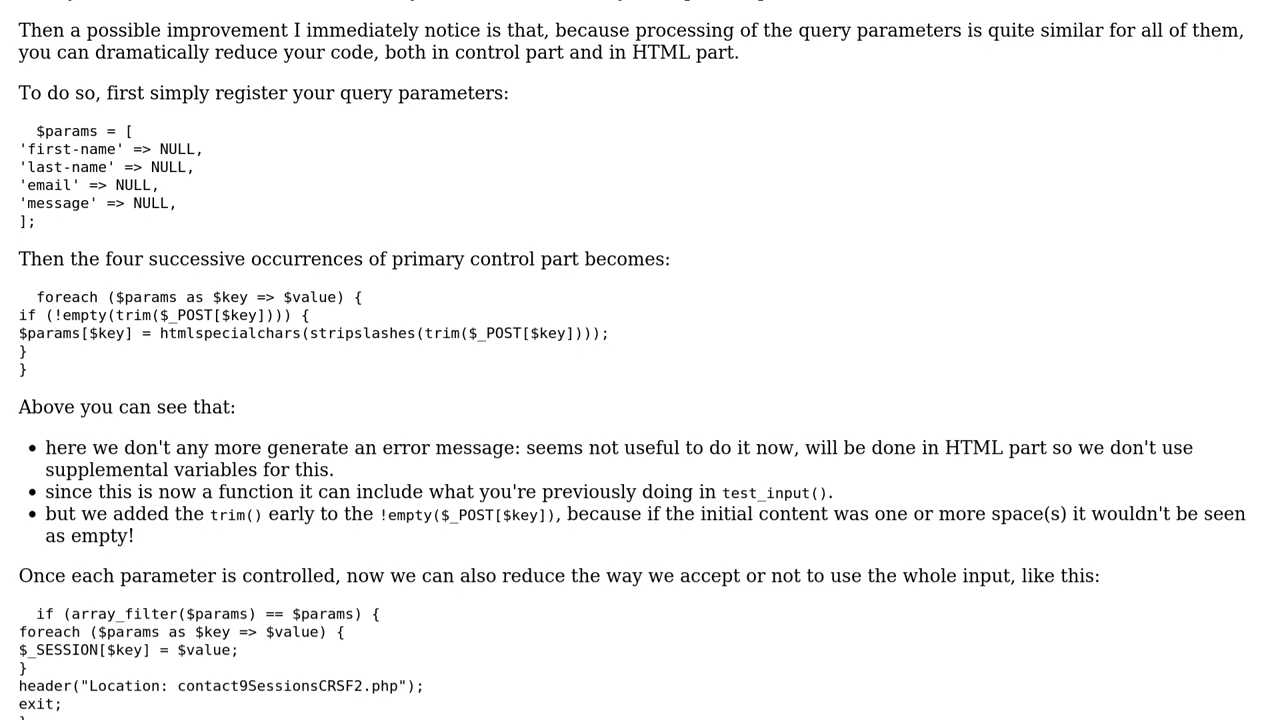 Then a possible improvement I immediately notice is that, because processing of the query parameters is quite similar for all of them,
you can dramatically reduce your code, both in control part and in HTML part.
To do so, first simply register your query parameters:
$params = [
'first-name' => NULL,
'last-name' => NULL,
'email' => NULL,
'message' => NULL,
];
Then the four successive occurrences of primary control part becomes:
foreach ($params as $key => $value) {
if (!empty(trim($_POST[$key]))) {
$params[$key] = htmlspecialchars(stripslashes(trim($_POST[$key])));
}
}
Above you can see that:
• here we don't any more generate an error message: seems not useful to do it now, will be done in HTML part so we don't use
supplemental variables for this.
• since this is now a function it can include what you're previously doing in test_input().
• but we added the trim() early to the !empty($_POST[$key]), because if the initial content was one or more space(s) it wouldn't be seen
as empty!
Once each parameter is controlled, now we can also reduce the way we accept or not to use the whole input, like this:
if (array_filter($params) == $params) {
foreach ($params as $key => $value) {
$_SESSION[$key] = $value;
}
header("Location: contact9SessionsCRSF2.php");
exit;